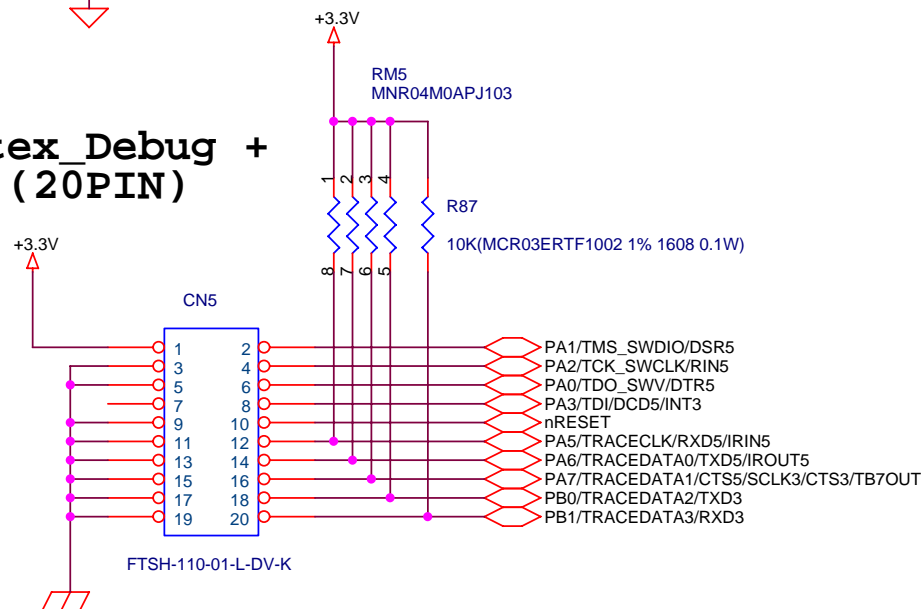 +3.3V
RM5
MNR04M0APJ103
tex_Debug +
(20PIN)
1
2
3
4
R87
10K(MCR03ERTF1002 1% 1608 0.1W)
8
7
6
5
+3.3V
CN5
1 2 PA1/TMS_SWDIO/DSR5
3 4 PA2/TCK_SWCLK/RIN5
5 6 PA0/TDO_SWV/DTR5
7 8 PA3/TDI/DCD5/INT3
9 10 nRESET
11 12 PA5/TRACECLK/RXD5/IRIN5
13 14 PA6/TRACEDATA0/TXD5/IROUT5
15 16 PA7/TRACEDATA1/CTS5/SCLK3/CTS3/TB7OUT
17 18 PB0/TRACEDATA2/TXD3
19 20 PB1/TRACEDATA3/RXD3
FTSH-110-01-L-DV-K